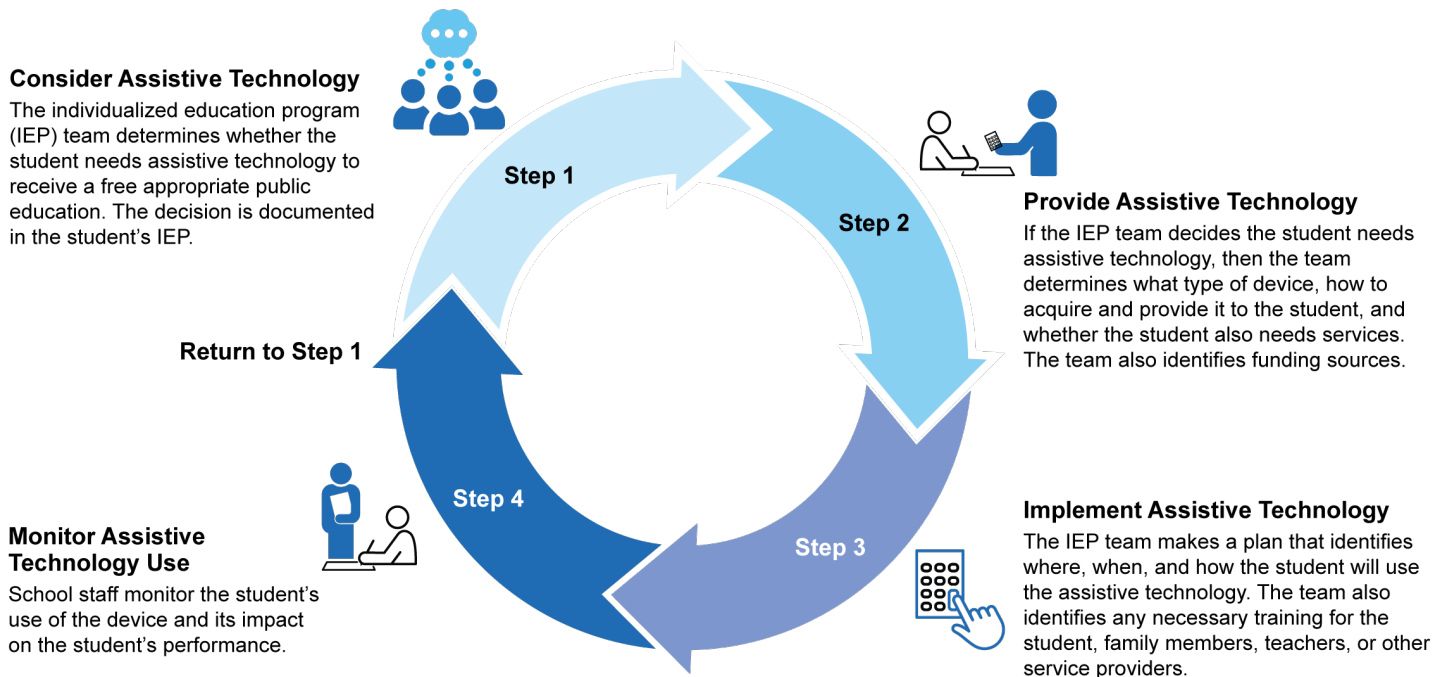 Consider Assistive Technology
The individualized education program
(IEP) team determines whether the
student needs assistive technology to
receive a free appropriate public
education. The decision is documented
in the student's IEP.
Step 1
Step 2
Provide Assistive Technology
If the IEP team decides the student needs
assistive technology, then the team
determines what type of device, how to
acquire and provide it to the student, and
whether the student also needs services.
The team also identifies funding sources.
Step 3
Implement Assistive Technology
The IEP team makes a plan that identifies
where, when, and how the student will use
the assistive technology. The team also
identifies any necessary training for the
student, family members, teachers, or other
service providers.
Step 4
Monitor Assistive
Technology Use
School staff monitor the student's
use of the device and its impact
on the student's performance.
Return to Step 1